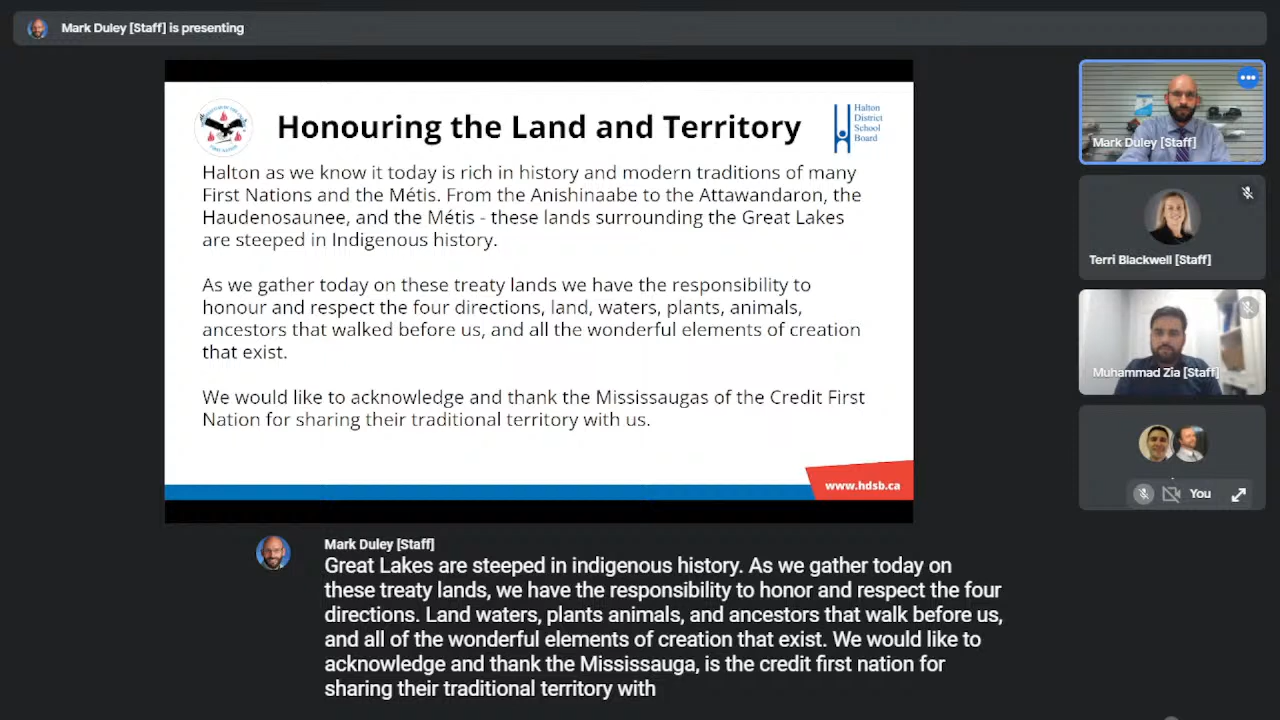 Mark Duley [Staff] is presenting
Honouring the Land and Territory
Halton
District
School
Board
Halton as we know it today is rich in history and modern traditions of many
First Nations and the Métis. From the Anishinaabe to the Attawandaron, the
Haudenosaunee, and the Métis - these lands surrounding the Great Lakes
are steeped in Indigenous history.
As we gather today on these treaty lands we have the responsibility to
honour and respect the four directions, land, waters, plants, animals,
ancestors that walked before us, and all the wonderful elements of creation
that exist.
We would like to acknowledge and thank the Mississaugas of the Credit First
Nation for sharing their traditional territory with us.
www.hdsb.ca
Mark Duley [Staff]
Terri Blackwell [Staff]
Muhammad Zia [Staff]
You
Mark Duley [Staff]
Great Lakes are steeped in indigenous history. As we gather today on
these treaty lands, we have the responsibility to honor and respect the four
directions. Land waters, plants animals, and ancestors that walk before us,
and all of the wonderful elements of creation that exist. We would like to
acknowledge and thank the Mississauga, is the credit first nation for
sharing their traditional territory with